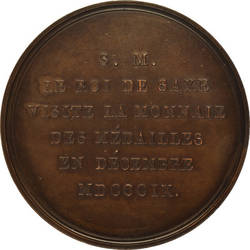 S. M.
LE ROI DE SAXE
VISITE LA MONNAIE
DES MÉDAILLES
EN DÉCEMBRE
MDCCCIX.